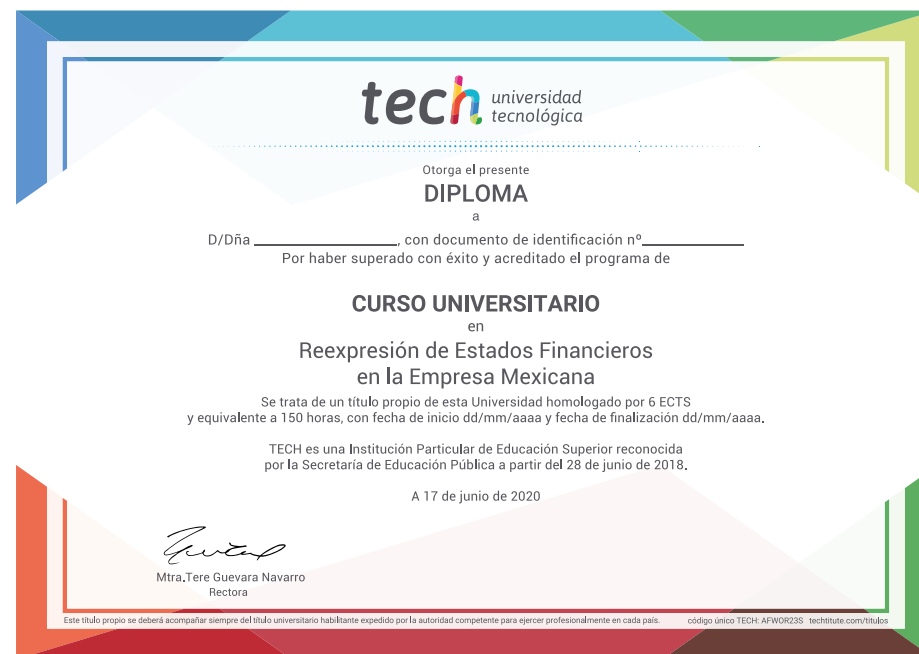 tech universidad
tecnológica
Otorga el presente
DIPLOMA
a
D/Dña ________________, con documento de identificación nº____________
Por haber superado con éxito y acreditado el programa de
CURSO UNIVERSITARIO
en
Reexpresión de Estados Financieros
en la Empresa Mexicana
Se trata de un título propio de esta Universidad homologado por 6 ECTS
y equivalente a 150 horas, con fecha de inicio dd/mm/aaaa y fecha de finalización dd/mm/aaaa.
TECH es una Institución Particular de Educación Superior reconocida
por la Secretaría de Educación Pública a partir del 28 de junio de 2018.
A 17 de junio de 2020
Mtra.Tere Guevara Navarro
Rectora
Este título propio se deberá acompañar siempre del título universitario habilitante expedido por la autoridad competente para ejercer profesionalmente en cada país. código único TECH: AFWOR23S techtitute.com/titulos